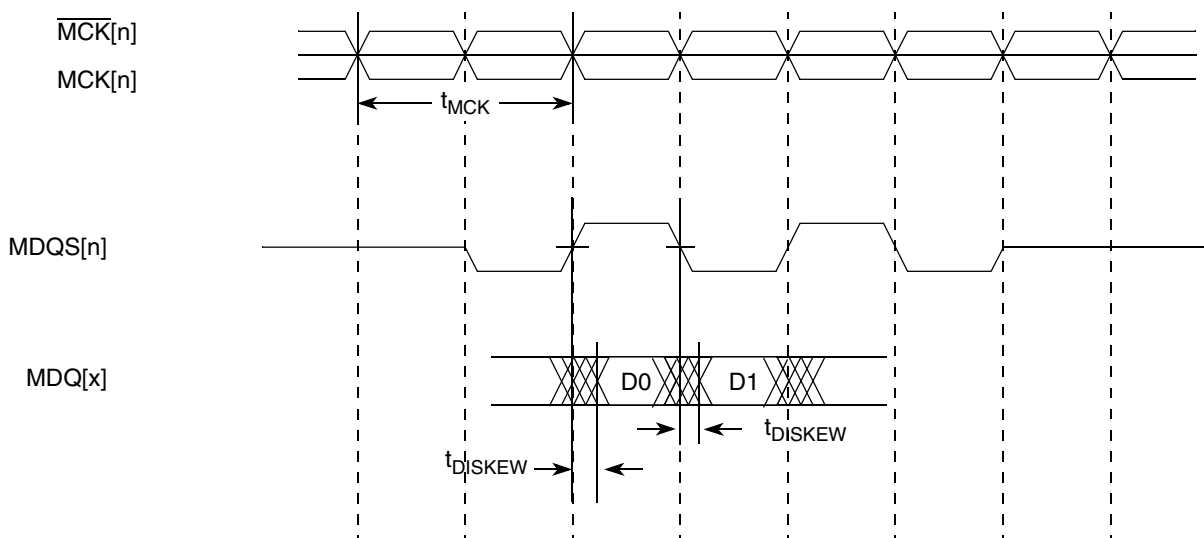 MCK[n]
MCK[n]
tMCK
MDQS[n]
MDQ[x]
D0
D1
tDISKEW
tDISKEW